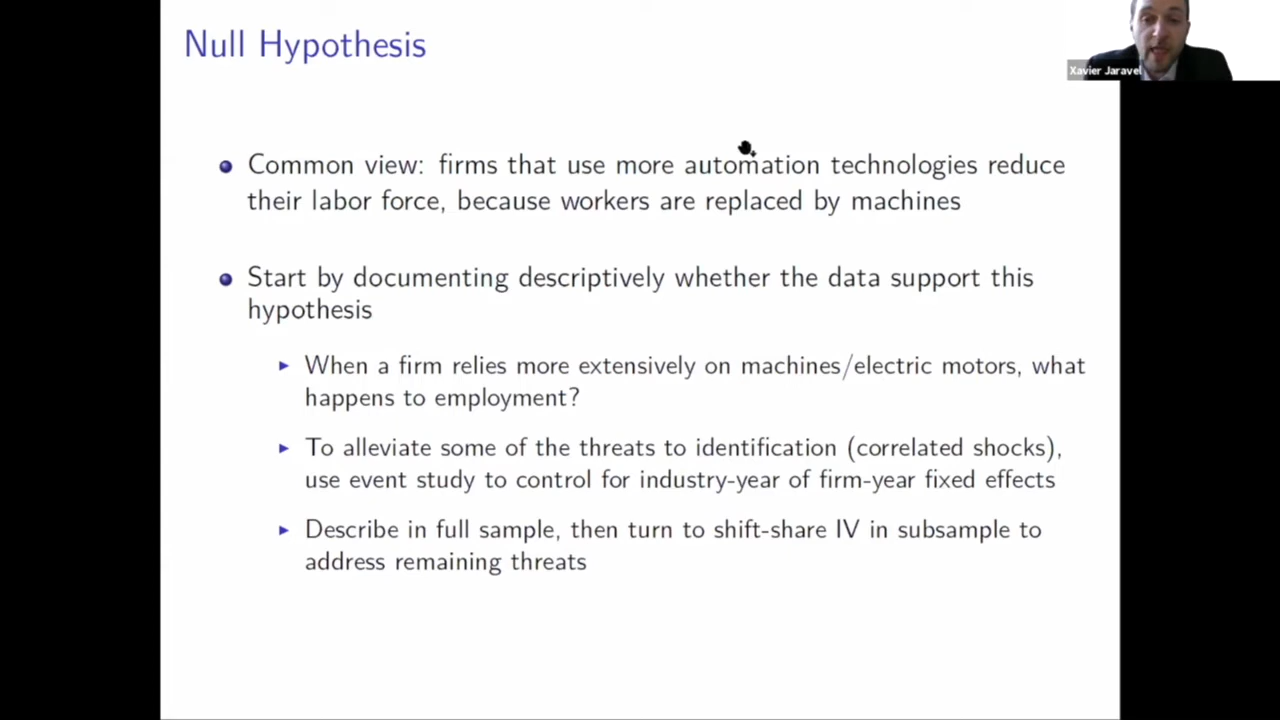 Null Hypothesis
Xavier Jaravel
Common view: firms that use more automation technologies reduce
their labor force, because workers are replaced by machines
Start by documenting descriptively whether the data support this
hypothesis
When a firm relies more extensively on machines/electric motors, what
happens to employment?
To alleviate some of the threats to identification (correlated shocks),
use event study to control for industry-year of firm-year fixed effects
Describe in full sample, then turn to shift-share IV in subsample to
address remaining threats